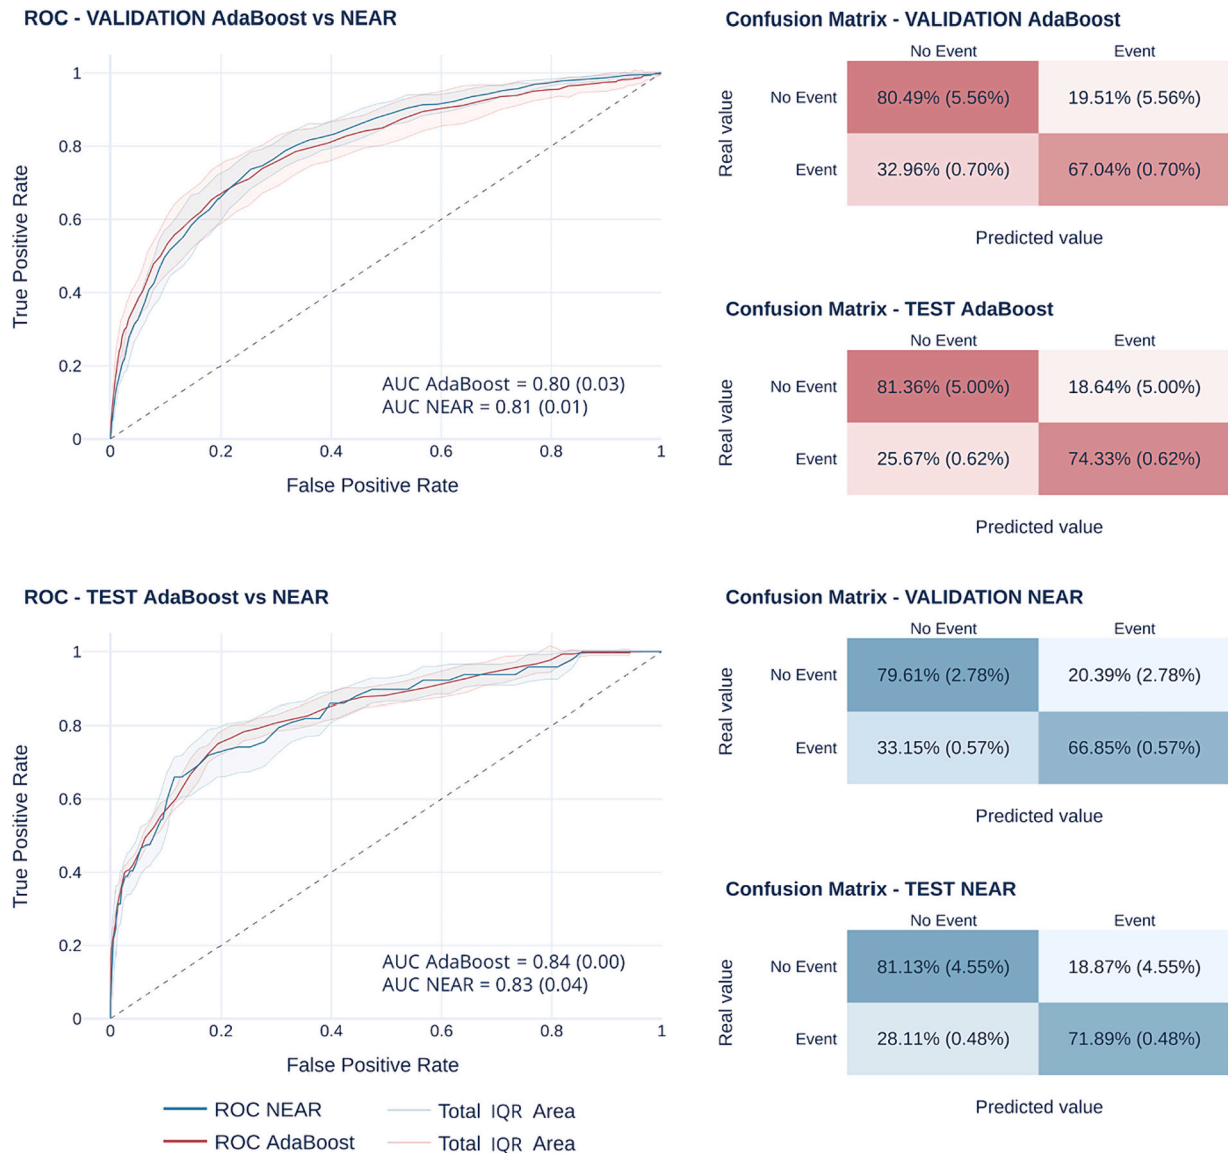 ROC - VALIDATION AdaBoost vs NEAR
1
0.8
0.6
0.4
0.2
0
True Positive Rate
AUC AdaBoost = 0.80 (0.03)
AUC NEAR = 0.81 (0.01)
0 0.2 0.4 0.6 0.8 1
False Positive Rate
Confusion Matrix - VALIDATION AdaBoost
No Event Event
Real value
No Event 80.49% (5.56%) 19.51% (5.56%)
Event 32.96% (0.70%) 67.04% (0.70%)
Predicted value
Confusion Matrix - TEST AdaBoost
No Event Event
Real value
No Event 81.36% (5.00%) 18.64% (5.00%)
Event 25.67% (0.62%) 74.33% (0.62%)
Predicted value
ROC - TEST AdaBoost vs NEAR
1
0.8
0.6
0.4
0.2
0
True Positive Rate
AUC AdaBoost = 0.84 (0.00)
AUC NEAR = 0.83 (0.04)
0 0.2 0.4 0.6 0.8 1
False Positive Rate
ROC NEAR Total IQR Area
ROC AdaBoost Total IQR Area
Confusion Matrix - VALIDATION NEAR
No Event Event
Real value
No Event 79.61% (2.78%) 20.39% (2.78%)
Event 33.15% (0.57%) 66.85% (0.57%)
Predicted value
Confusion Matrix - TEST NEAR
No Event Event
Real value
No Event 81.13% (4.55%) 18.87% (4.55%)
Event 28.11% (0.48%) 71.89% (0.48%)
Predicted value